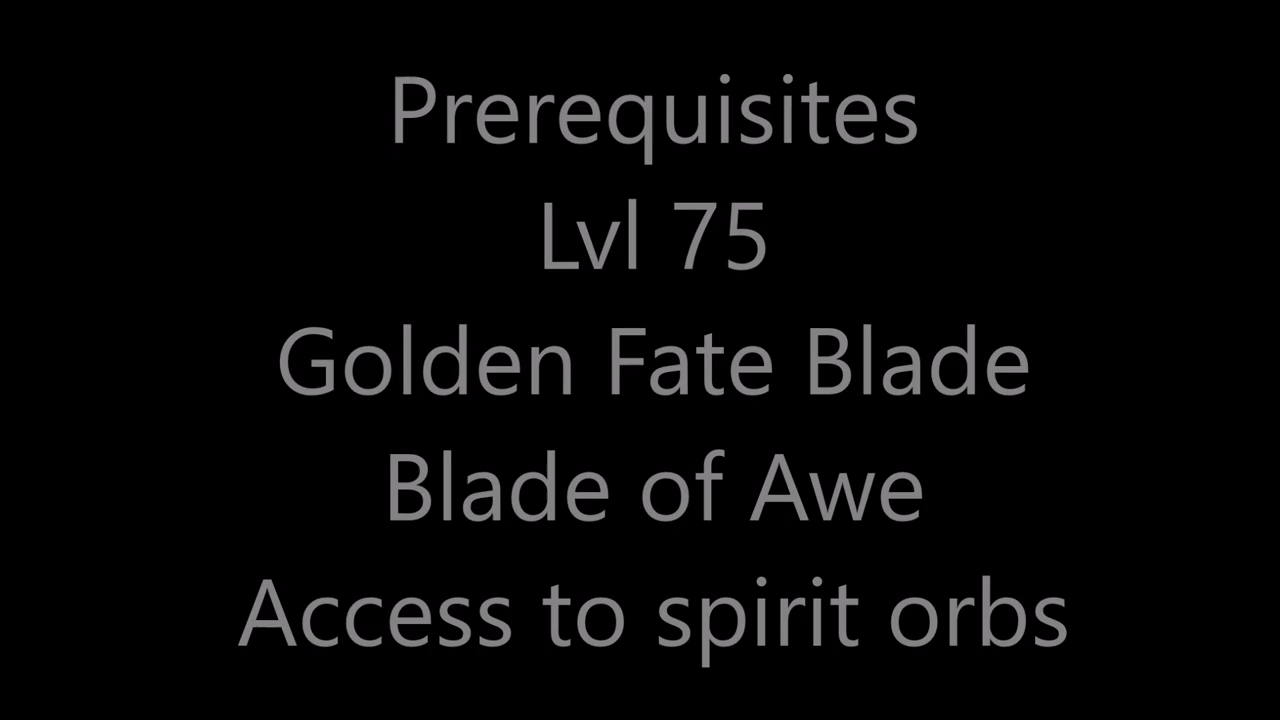 Prerequisites
Lvl 75
Golden Fate Blade
Blade of Awe
Access to spirit orbs